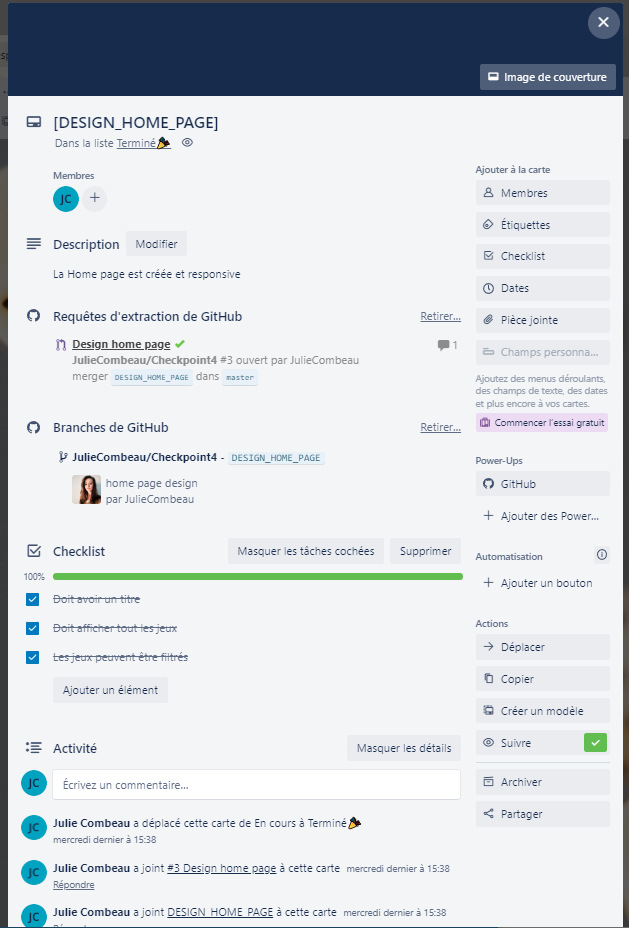 Image de couverture
[DESIGN_HOME_PAGE]
Dans la liste Terminé
Membres
JC
Description Modifier
La Home page est créée et responsive
Requêtes d'extraction de GitHub Retirer...
Design home page 1
JulieCombeau/Checkpoint4 #3 ouvert par JulieCombeau
merger DESIGN_HOME_PAGE dans master
Branches de GitHub Retirer...
JulieCombeau/Checkpoint4 - DESIGN_HOME_PAGE
home page design
par JulieCombeau
Checklist Masquer les tâches cochées Supprimer
100%
Doit avoir un titre
Doit afficher tout les jeux
Les jeux peuvent être filtrés
Ajouter un élément
Activité Masquer les détails
JC Écrivez un commentaire...
JC Julie Combeau a déplacé cette carte de En cours à Terminé
mercredi dernier à 15:38
JC Julie Combeau a joint #3 Design home page à cette carte mercredi dernier à 15:38
Répondre
JC Julie Combeau a joint DESIGN_HOME_PAGE à cette carte mercredi dernier à 15:38
Ajouter à la carte
Membres
Étiquettes
Checklist
Dates
Pièce jointe
Champs personna...
Ajoutez des menus déroulants,
des champs de texte, des dates
et plus encore à vos cartes.
Commencer l'essai gratuit
Power-Ups
GitHub
Ajouter des Power...
Automatisation
Ajouter un bouton
Actions
Déplacer
Copier
Créer un modèle
Suivre
Archiver
Partager